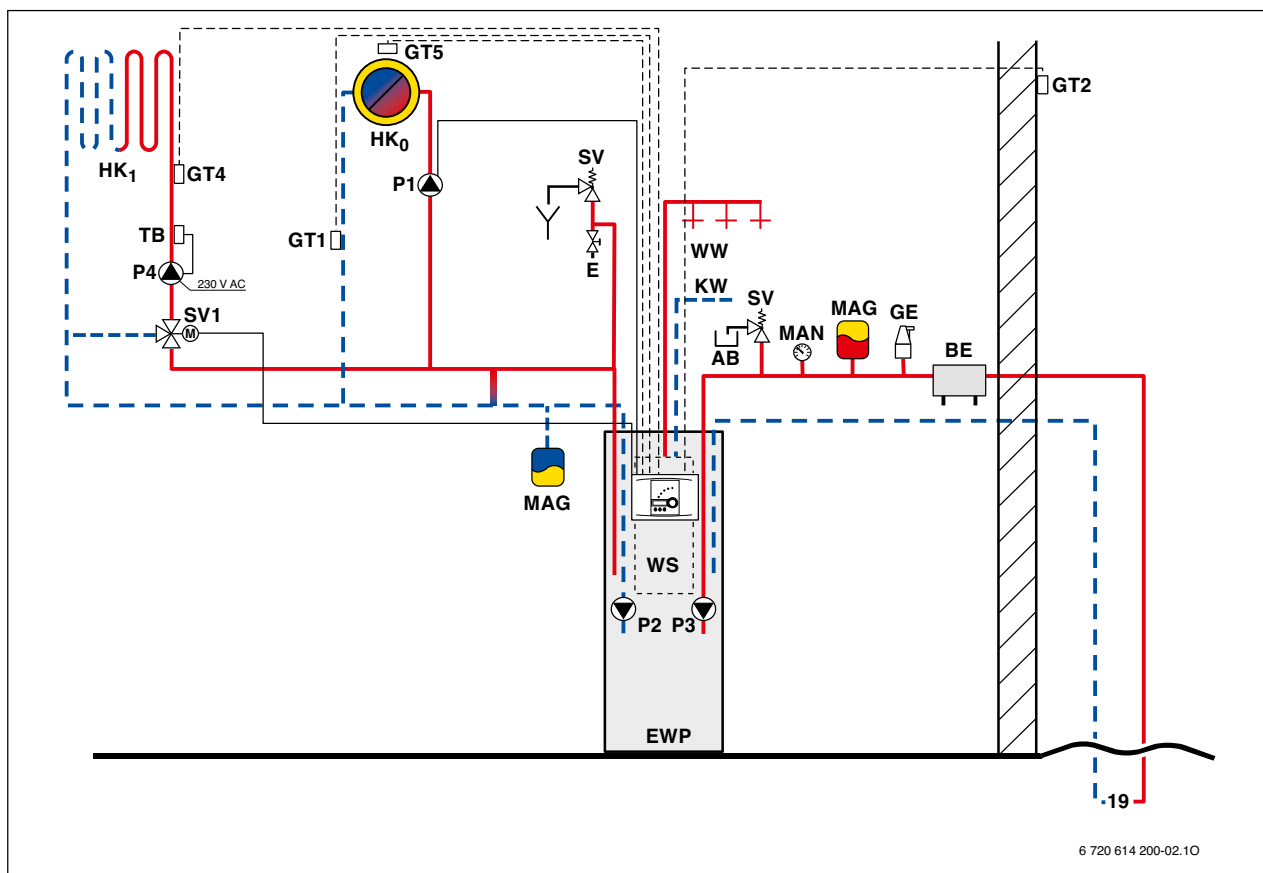 GT5
GT2
HK0
HK1
GT4
SV
P1
TB
GT1
WW
P4
230 V AC
E
KW
SV
SV1
M
MAG
GE
MAN
AB
BE
MAG
WS
P2
P3
EWP
19
6 720 614 200-02.1O